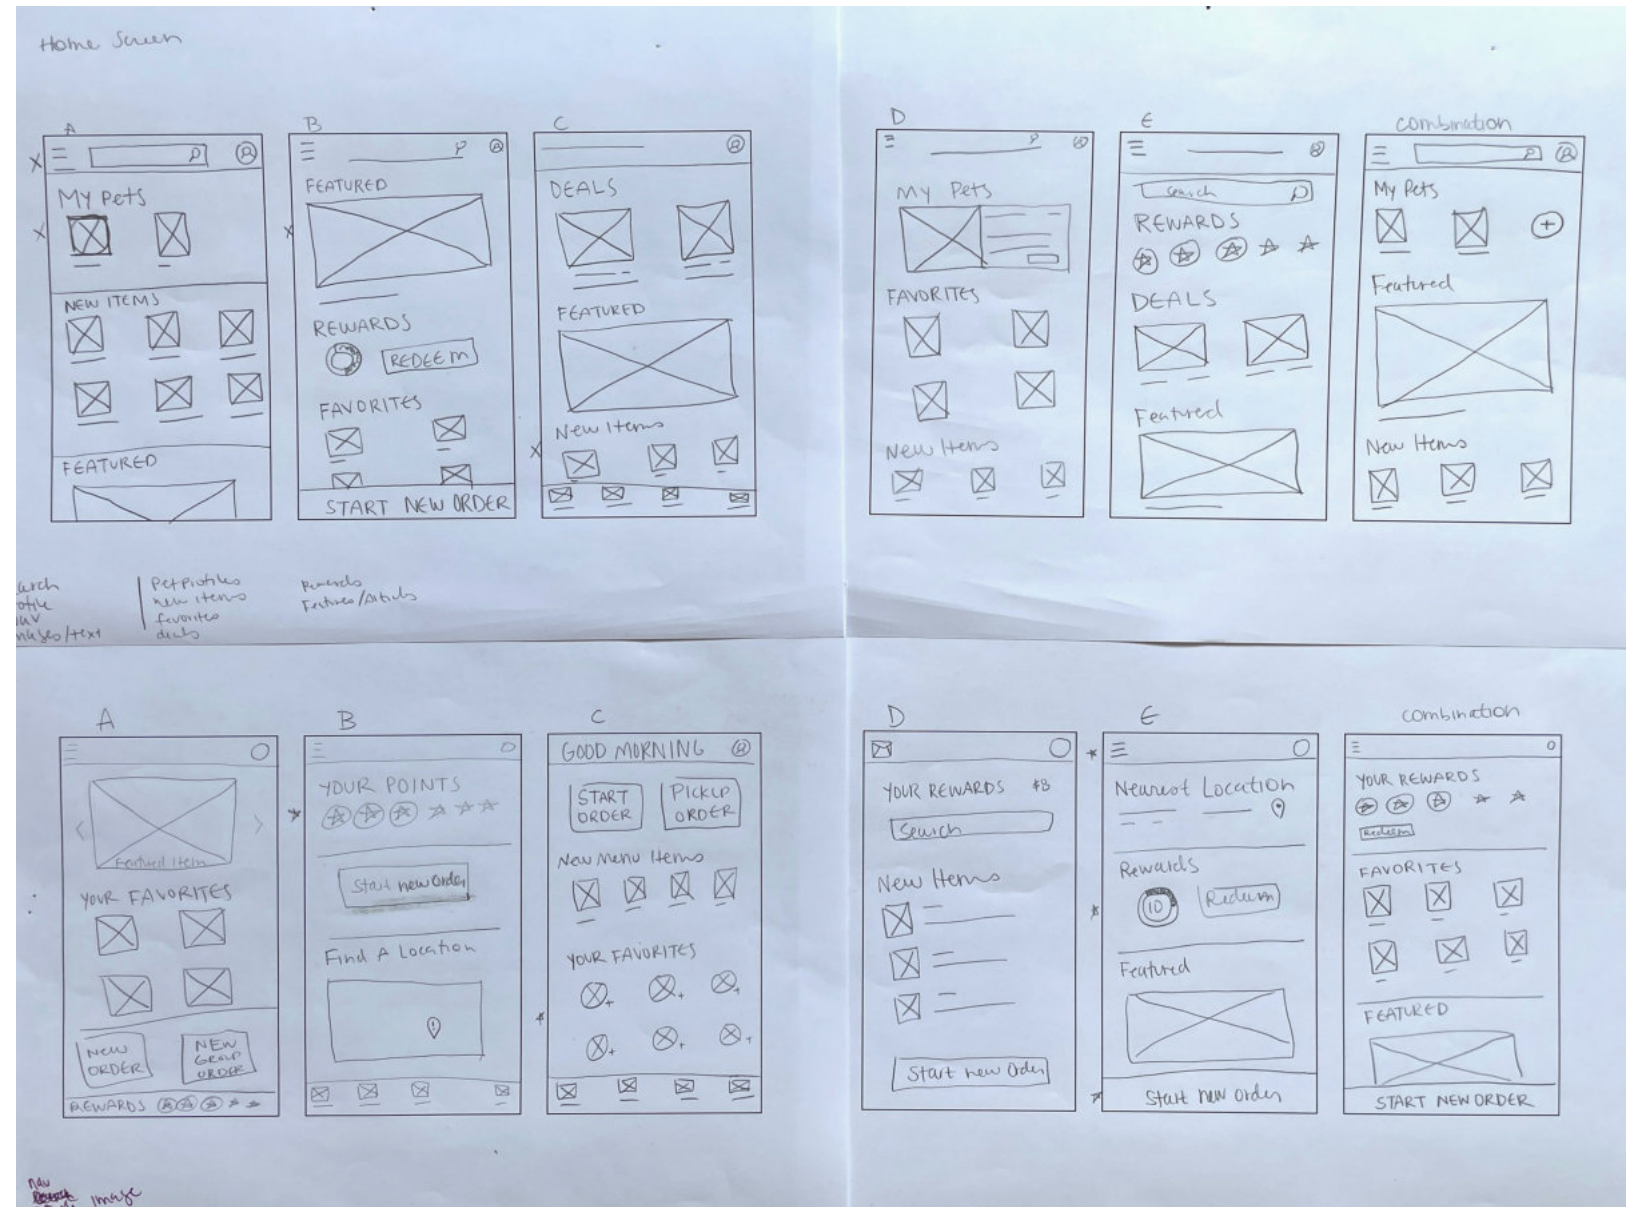 Home Screen
A
My Pets
NEW ITEMS
FEATURED
B
FEATURED
REWARDS
REDEEM
FAVORITES
START NEW ORDER
C
DEALS
FEATURED
New Items
D
My Pets
FAVORITES
New Items
E
Search
REWARDS
DEALS
Featured
combination
My Pets
Featured
New Items
Pet Profiles
new items
favorites
deals
Rewards
A
Featured Item
YOUR FAVORITES
NEW
ORDER
NEW
GROUP
ORDER
REWARDS
B
YOUR POINTS
Start new order
Find A Location
C
GOOD MORNING
START
ORDER
PICKUP
ORDER
New Menu Items
YOUR FAVORITES
D
YOUR REWARDS
Search
New Items
Start new order
E
Nearest Location
Rewards
10
Redeem
Featured
Start new order
combination
YOUR REWARDS
Redeem
FAVORITES
FEATURED
START NEW ORDER
nav
image